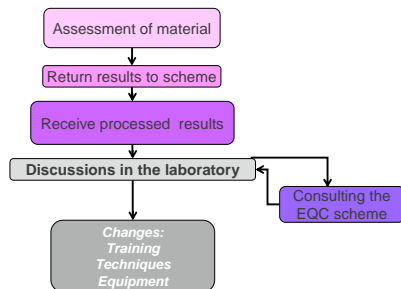 Assessment of material
Return results to scheme
Receive processed results
Discussions in the laboratory
Consulting the
EQC scheme
Changes:
Training
Techniques
Equipment